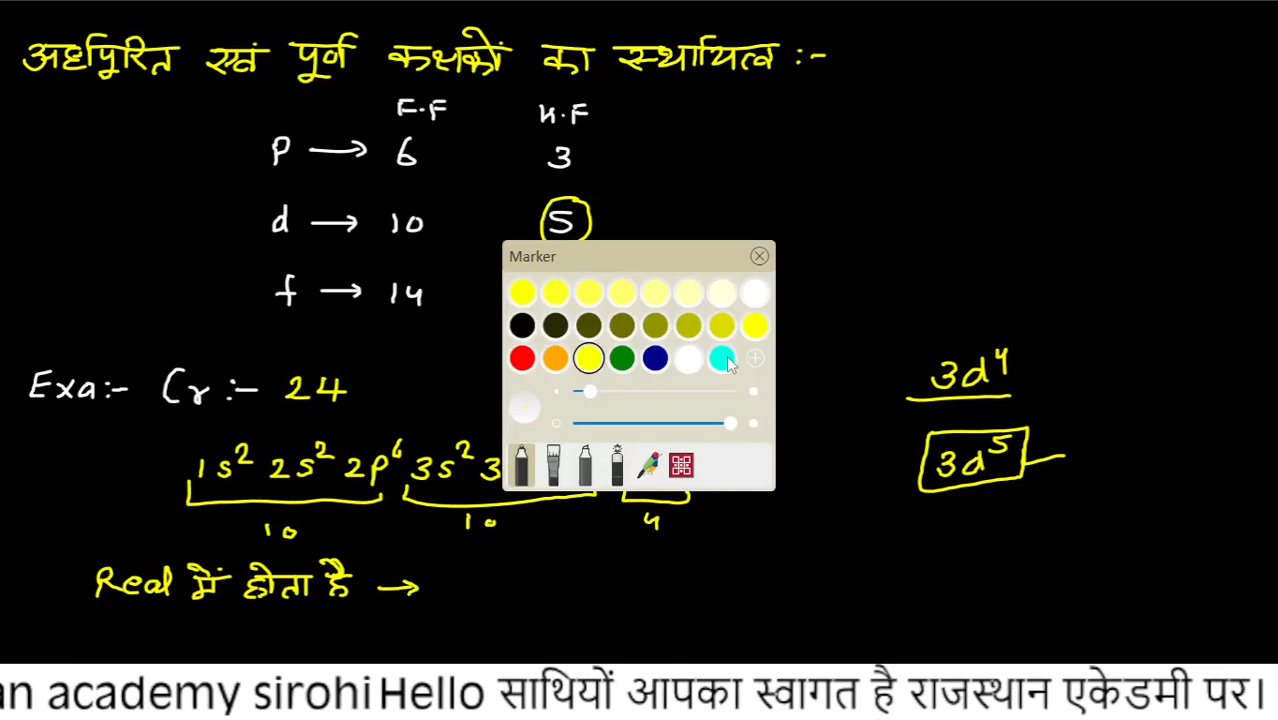 अर्धपुरित एवं पूर्ण कक्षकों का स्थायित्व :-
F.F H.F
p → 6 3
d → 10 5
f → 14
Marker
Exa:- Cr :- 24
3d⁴
1s² 2s² 2p⁶ 3s² 3
3d⁵
10 10 4
Real में होता है →
an academy sirohi Hello साथियों आपका स्वागत है राजस्थान एकेडमी पर।